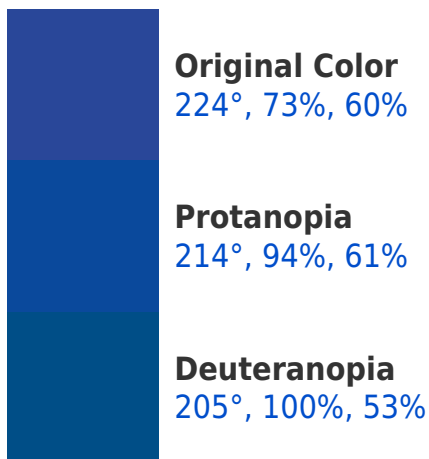 Original Color
224°, 73%, 60%
Protanopia
214°, 94%, 61%
Deuteranopia
205°, 100%, 53%